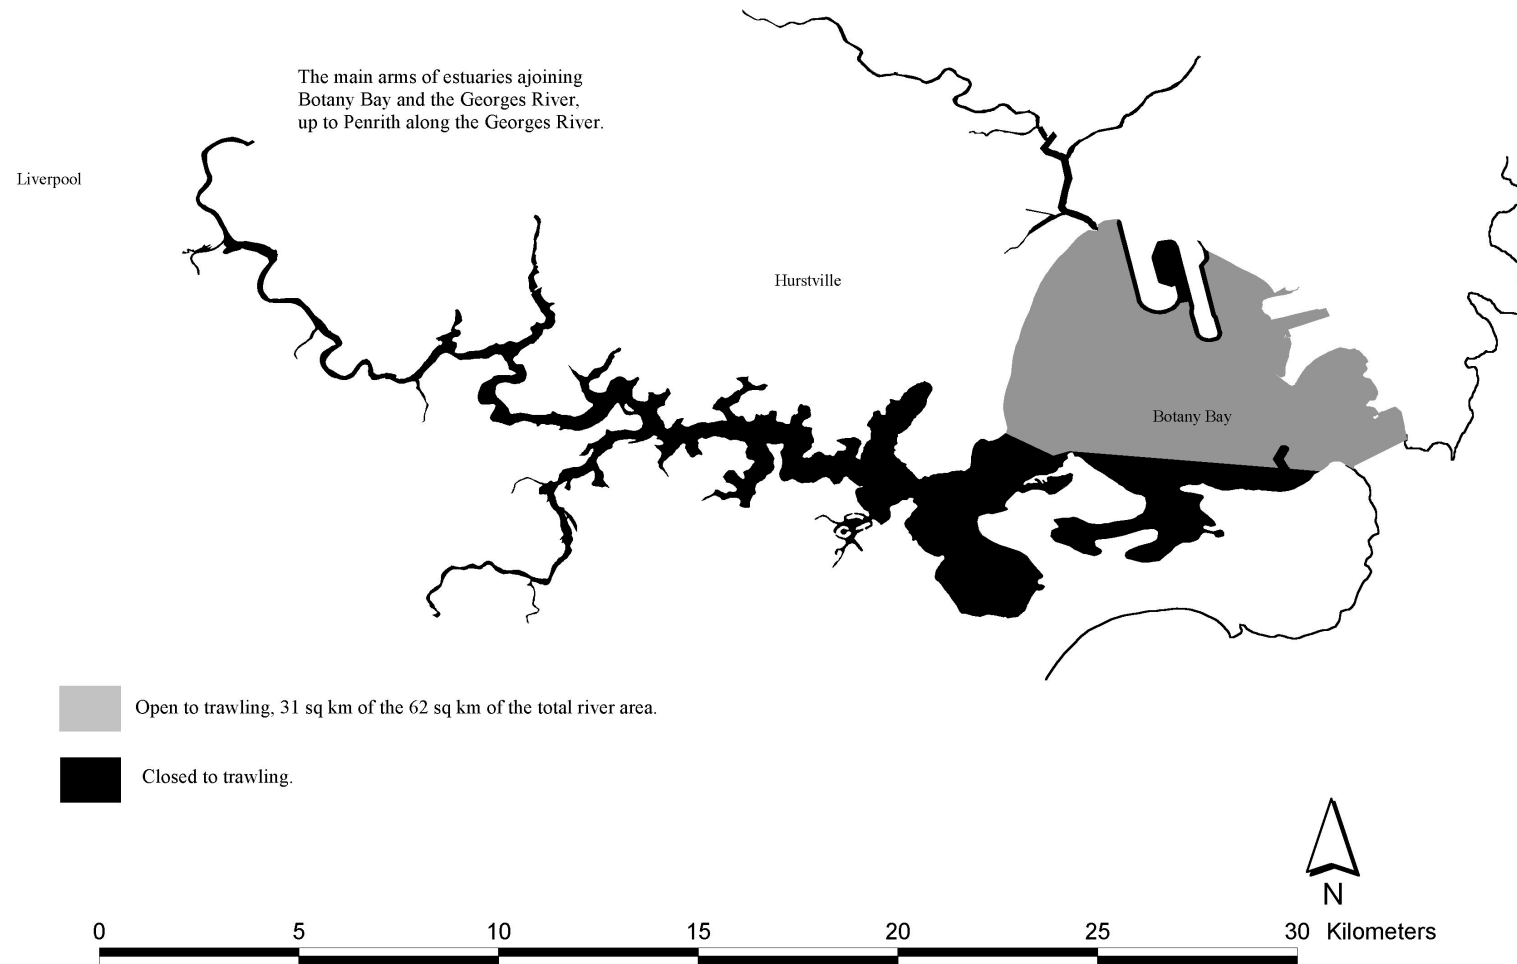 The main arms of estuaries ajoining
Botany Bay and the Georges River,
up to Penrith along the Georges River.
Liverpool
Hurstville
Botany Bay
Open to trawling, 31 sq km of the 62 sq km of the total river area.
Closed to trawling.
N
0 5 10 15 20 25 30 Kilometers